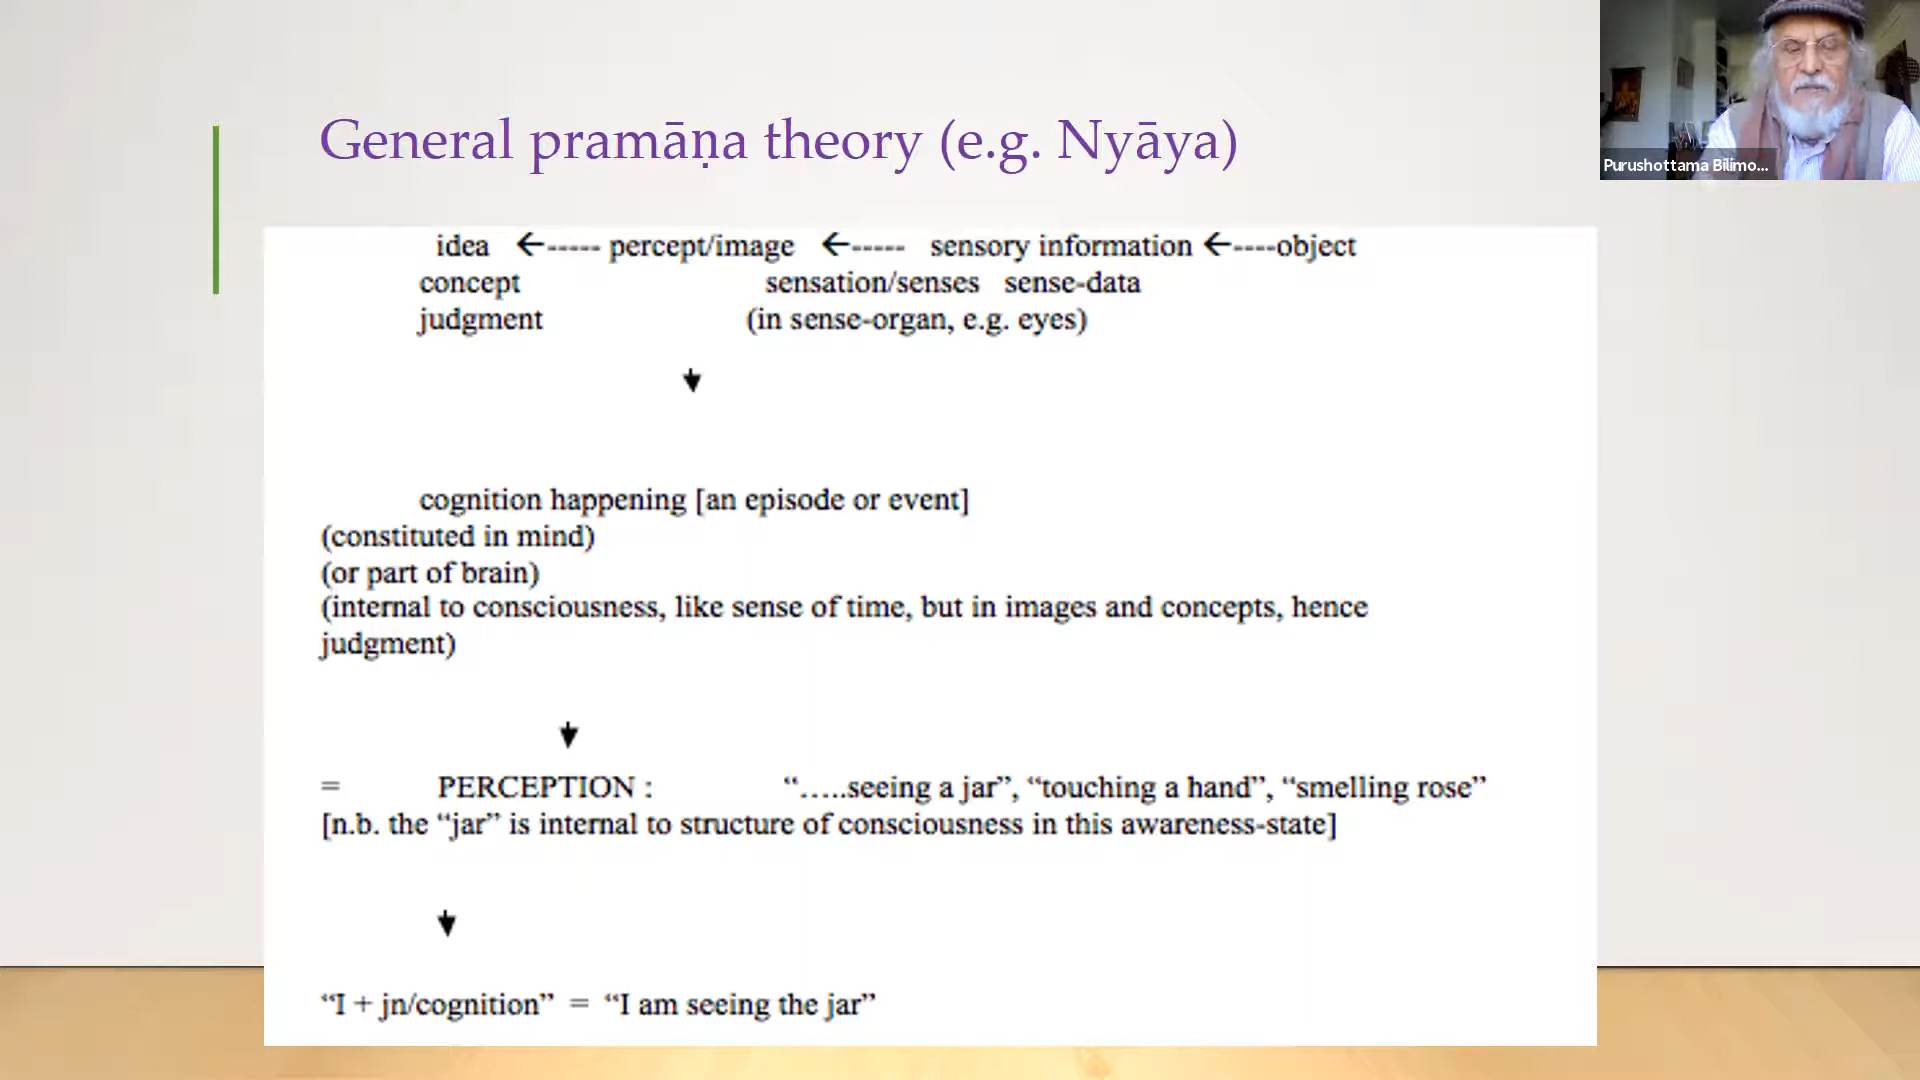 General pramāṇa theory (e.g. Nyāya)
Purushottama Bilimo...
idea ←----- percept/image ←----- sensory information ←----object
concept sensation/senses sense-data
judgment (in sense-organ, e.g. eyes)
cognition happening [an episode or event]
(constituted in mind)
(or part of brain)
(internal to consciousness, like sense of time, but in images and concepts, hence
judgment)
= PERCEPTION : “…..seeing a jar”, “touching a hand”, “smelling rose”
[n.b. the “jar” is internal to structure of consciousness in this awareness-state]
“I + jn/cognition” = “I am seeing the jar”